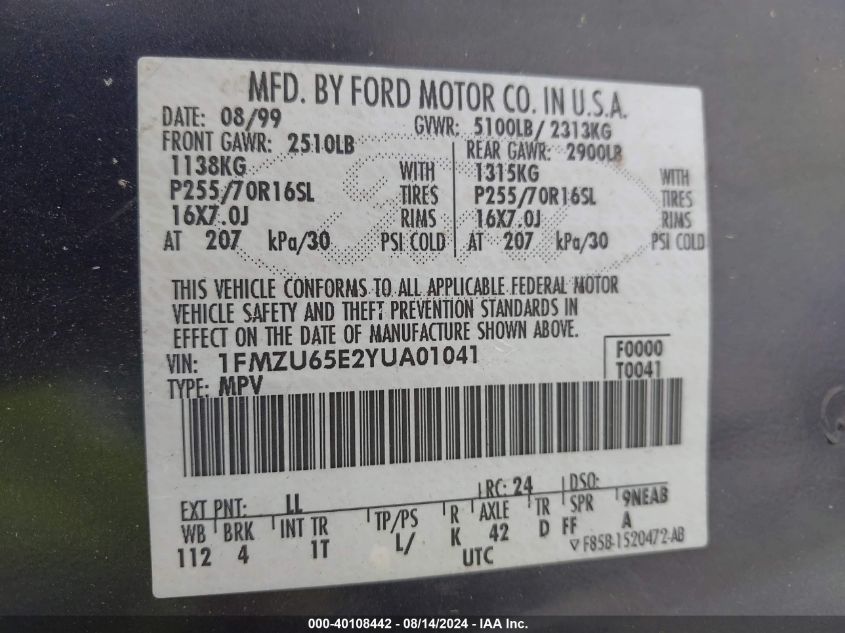 MFD. BY FORD MOTOR CO. IN U.S.A.
DATE: 08/99 GVWR: 5100LB/ 2313KG
FRONT GAWR: 2510LB REAR GAWR: 2900LB
1138KG WITH 1315KG WITH
P255/70R16SL TIRES P255/70R16SL TIRES
16X7.0J RIMS 16X7.0J RIMS
AT 207 kPa/30 PSI COLD AT 207 kPa/30 PSI COLD
THIS VEHICLE CONFORMS TO ALL APPLICABLE FEDERAL MOTOR
VEHICLE SAFETY AND THEFT PREVENTION STANDARDS IN
EFFECT ON THE DATE OF MANUFACTURE SHOWN ABOVE.
VIN: 1FMZU65E2YUA01041 F0000
TYPE: MPV T0041
EXT PNT: LL RC: 24 DSO:
WB BRK INT TR TP/PS R AXLE TR SPR 9NEAB
112 4 1T L/ K 42 D FF A
UTC ▽ F85B-1520472-AB
000-40108442 - 08/14/2024 - IAA Inc.